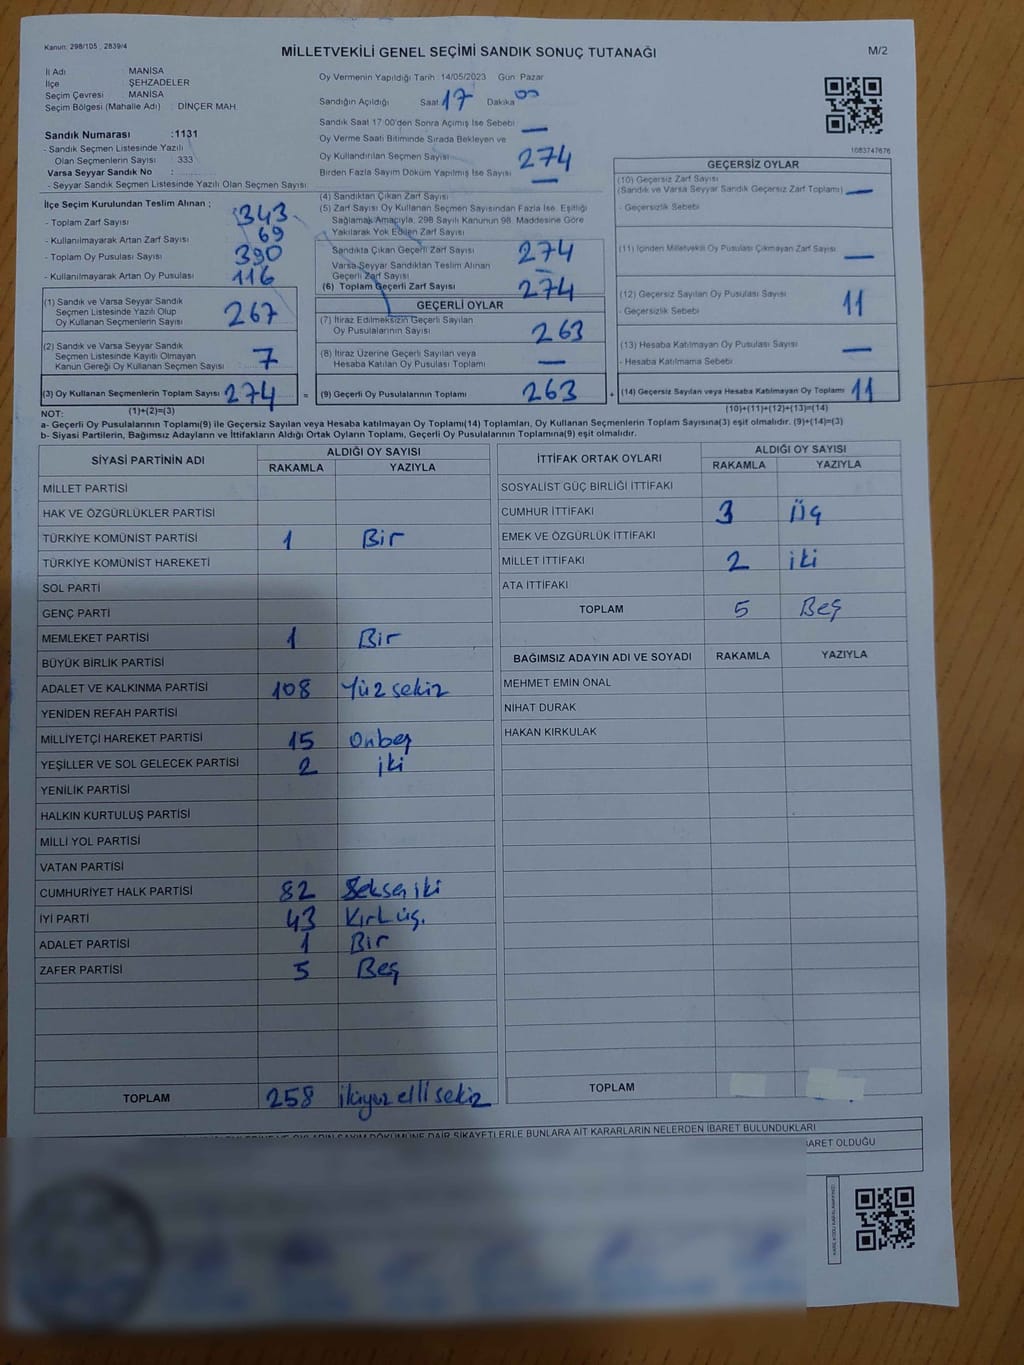 Kanun: 298/105 , 2839/4
MİLLETVEKİLİ GENEL SEÇİMİ SANDIK SONUÇ TUTANAĞI
M/2
İl Adı MANİSA
İlçe ŞEHZADELER
Seçim Çevresi MANİSA
Seçim Bölgesi (Mahalle Adı) : DİNÇER MAH.
Sandık Numarası :1131
- Sandık Seçmen Listesinde Yazılı
Olan Seçmenlerin Sayısı : 333
Varsa Seyyar Sandık No :
- Seyyar Sandık Seçmen Listesinde Yazılı Olan Seçmen Sayısı
İlçe Seçim Kurulundan Teslim Alınan ;
- Toplam Zarf Sayısı 343
- Kullanılmayarak Artan Zarf Sayısı 69
- Toplam Oy Pusulası Sayısı 390
- Kullanılmayarak Artan Oy Pusulası 116
(1) Sandık ve Varsa Seyyar Sandık
Seçmen Listesinde Yazılı Olup
Oy Kullanan Seçmenlerin Sayısı 267
(2) Sandık ve Varsa Seyyar Sandık
Seçmen Listesinde Kayıtlı Olmayan
Kanun Gereği Oy Kullanan Seçmen Sayısı 7
(3) Oy Kullanan Seçmenlerin Toplam Sayısı 274 =
Oy Vermenin Yapıldığı Tarih :14/05/2023 Gün: Pazar
Sandığın Açıldığı Saat 17 Dakika 00
Sandık Saat 17:00'den Sonra Açımış İse Sebebi —
Oy Verme Saati Bitiminde Sırada Bekleyen ve
Oy Kullandırılan Seçmen Sayısı 274
Birden Fazla Sayım Döküm Yapılmış İse Sayısı —
(4) Sandıktan Çıkan Zarf Sayısı
(5) Zarf Sayısı Oy Kullanan Seçmen Sayısından Fazla İse, Eşitliği
Sağlamak Amacıyla, 298 Sayılı Kanunun 98. Maddesine Göre
Yakılarak Yok Edilen Zarf Sayısı
Sandıkta Çıkan Geçerli Zarf Sayısı 274
Varsa Seyyar Sandıktan Teslim Alınan
Geçerli Zarf Sayısı —
(6) Toplam Geçerli Zarf Sayısı 274
GEÇERLİ OYLAR
(7) İtiraz Edilmeksizin Geçerli Sayılan
Oy Pusulalarının Sayısı 263
(8) İtiraz Üzerine Geçerli Sayılan veya
Hesaba Katılan Oy Pusulası Toplamı —
(9) Geçerli Oy Pusulalarının Toplamı 263 +
1083747676
GEÇERSİZ OYLAR
(10) Geçersiz Zarf Sayısı
(Sandık ve Varsa Seyyar Sandık Geçersiz Zarf Toplamı) —
- Geçersizlik Sebebi
(11) İçinden Milletvekili Oy Pusulası Çıkmayan Zarf Sayısı —
(12) Geçersiz Sayılan Oy Pusulası Sayısı 11
- Geçersizlik Sebebi
(13) Hesaba Katılmayan Oy Pusulası Sayısı —
- Hesaba Katılmama Sebebi
(14) Geçersiz Sayılan veya Hesaba Katılmayan Oy Toplamı 11
NOT: (1)+(2)=(3) (10)+(11)+(12)+(13)=(14)
a- Geçerli Oy Pusulalarının Toplamı(9) ile Geçersiz Sayılan veya Hesaba katılmayan Oy Toplamı(14) Toplamları, Oy Kullanan Seçmenlerin Toplam Sayısına(3) eşit olmalıdır. (9)+(14)=(3)
b- Siyasi Partilerin, Bağımsız Adayların ve İttifakların Aldığı Ortak Oyların Toplamı, Geçerli Oy Pusulalarının Toplamına(9) eşit olmalıdır.
SİYASİ PARTİNİN ADI ALDIĞI OY SAYISI
RAKAMLA YAZIYLA
MİLLET PARTİSİ
HAK VE ÖZGÜRLÜKLER PARTİSİ
TÜRKİYE KOMÜNİST PARTİSİ 1 Bir
TÜRKİYE KOMÜNİST HAREKETİ
SOL PARTİ
GENÇ PARTİ
MEMLEKET PARTİSİ 1 Bir
BÜYÜK BİRLİK PARTİSİ
ADALET VE KALKINMA PARTİSİ 108 Yüzsekiz
YENİDEN REFAH PARTİSİ
MİLLİYETÇİ HAREKET PARTİSİ 15 Onbeş
YEŞİLLER VE SOL GELECEK PARTİSİ 2 iki
YENİLİK PARTİSİ
HALKIN KURTULUŞ PARTİSİ
MİLLİ YOL PARTİSİ
VATAN PARTİSİ
CUMHURİYET HALK PARTİSİ 82 Seksen iki
İYİ PARTİ 43 Kırk üç.
ADALET PARTİSİ 1 Bir
ZAFER PARTİSİ 5 Beş
TOPLAM 258 ikiyüz elli sekiz
İTTİFAK ORTAK OYLARI ALDIĞI OY SAYISI
RAKAMLA YAZIYLA
SOSYALİST GÜÇ BİRLİĞİ İTTİFAKI
CUMHUR İTTİFAKI 3 Üç
EMEK VE ÖZGÜRLÜK İTTİFAKI
MİLLET İTTİFAKI 2 iki
ATA İTTİFAKI
TOPLAM 5 Beş
BAĞIMSIZ ADAYIN ADI VE SOYADI RAKAMLA YAZIYLA
MEHMET EMİN ÖNAL
NİHAT DURAK
HAKAN KIRKULAK
TOPLAM
DÖKÜMÜNE DAİR ŞİKAYETLERLE BUNLARA AİT KARARLARIN NELERDEN İBARET BULUNDUKLARI
İBARET OLDUĞU